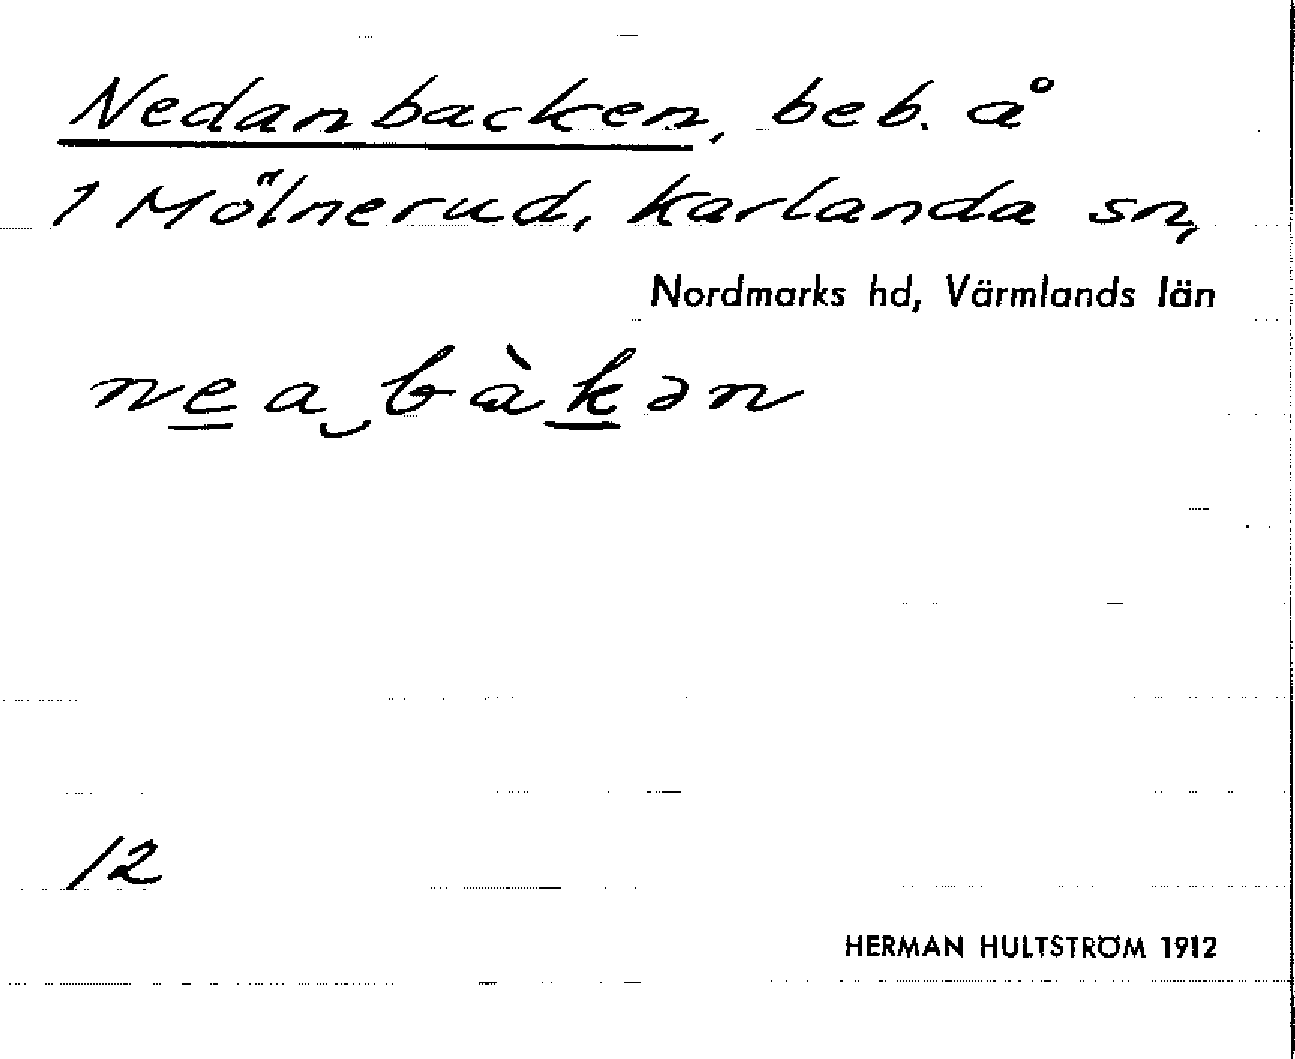 Nedanbacken, beb. å
1 Mölnerud, Karlanda sn,
Nordmarks hd, Värmlands län
nea‿bàkən
12
HERMAN HULTSTRÖM 1912